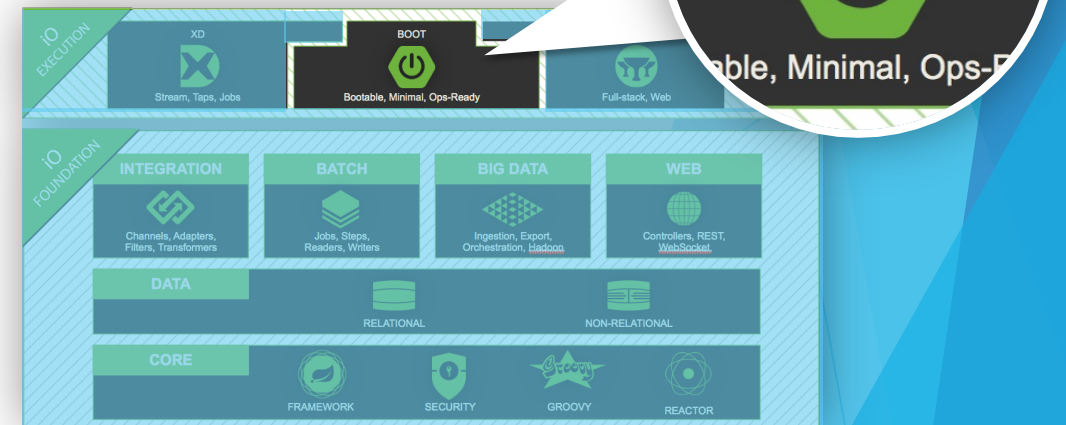 iO
EXECUTION
XD
Stream, Taps, Jobs
BOOT
Bootable, Minimal, Ops-Ready
Full-stack, Web
able, Minimal, Ops-
iO
FOUNDATION
INTEGRATION
Channels, Adapters,
Filters, Transformers
BATCH
Jobs, Steps,
Readers, Writers
BIG DATA
Ingestion, Export,
Orchestration, Hadoop
WEB
Controllers, REST,
WebSocket
DATA
RELATIONAL
NON-RELATIONAL
CORE
FRAMEWORK
SECURITY
Groovy
GROOVY
REACTOR